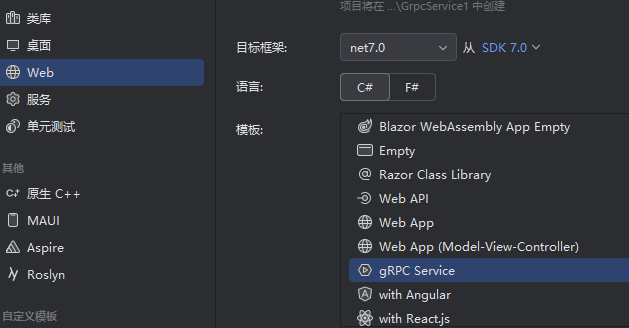 类库
桌面
Web
服务
单元测试
其他
原生 C++
MAUI
Aspire
Roslyn
自定义模板
项目将在 ...\GrpcService1 中创建
目标框架: net7.0 从 SDK 7.0
语言: C# F#
模板:
Blazor WebAssembly App Empty
Empty
Razor Class Library
Web API
Web App
Web App (Model-View-Controller)
gRPC Service
with Angular
with React.js